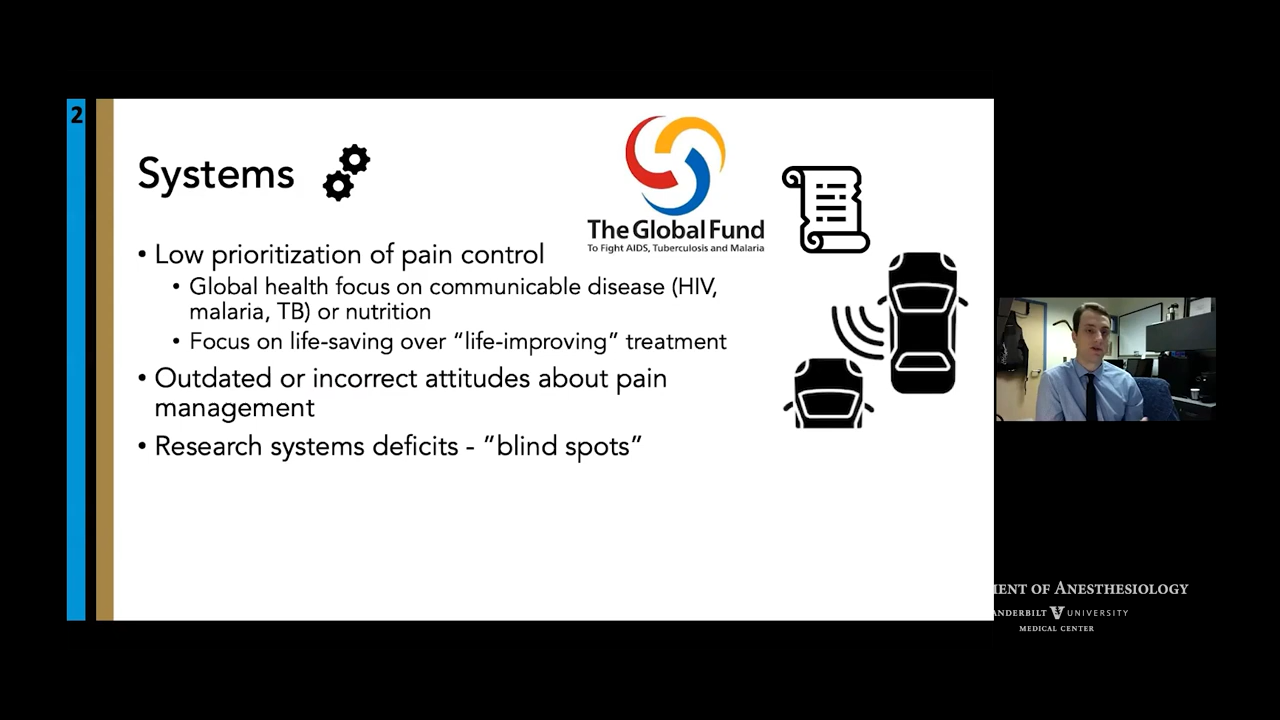 2
Systems
The Global Fund
To Fight AIDS, Tuberculosis and Malaria
• Low prioritization of pain control
• Global health focus on communicable disease (HIV,
malaria, TB) or nutrition
• Focus on life-saving over “life-improving” treatment
• Outdated or incorrect attitudes about pain
management
• Research systems deficits - “blind spots”
OF ANESTHESIOLOGY
UNIVERSITY
MEDICAL CENTER